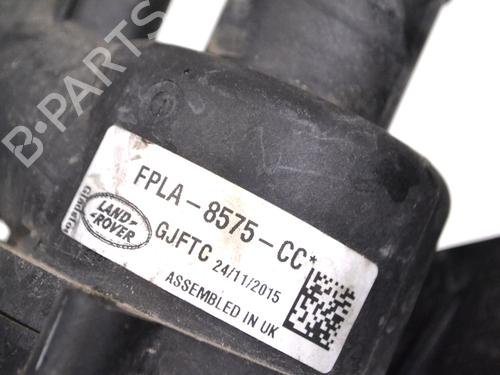 B-PARTS
FPLA-8575-CC*
LAND
ROVER
GJFTC 24/11/2015
ASSEMBLED IN UK